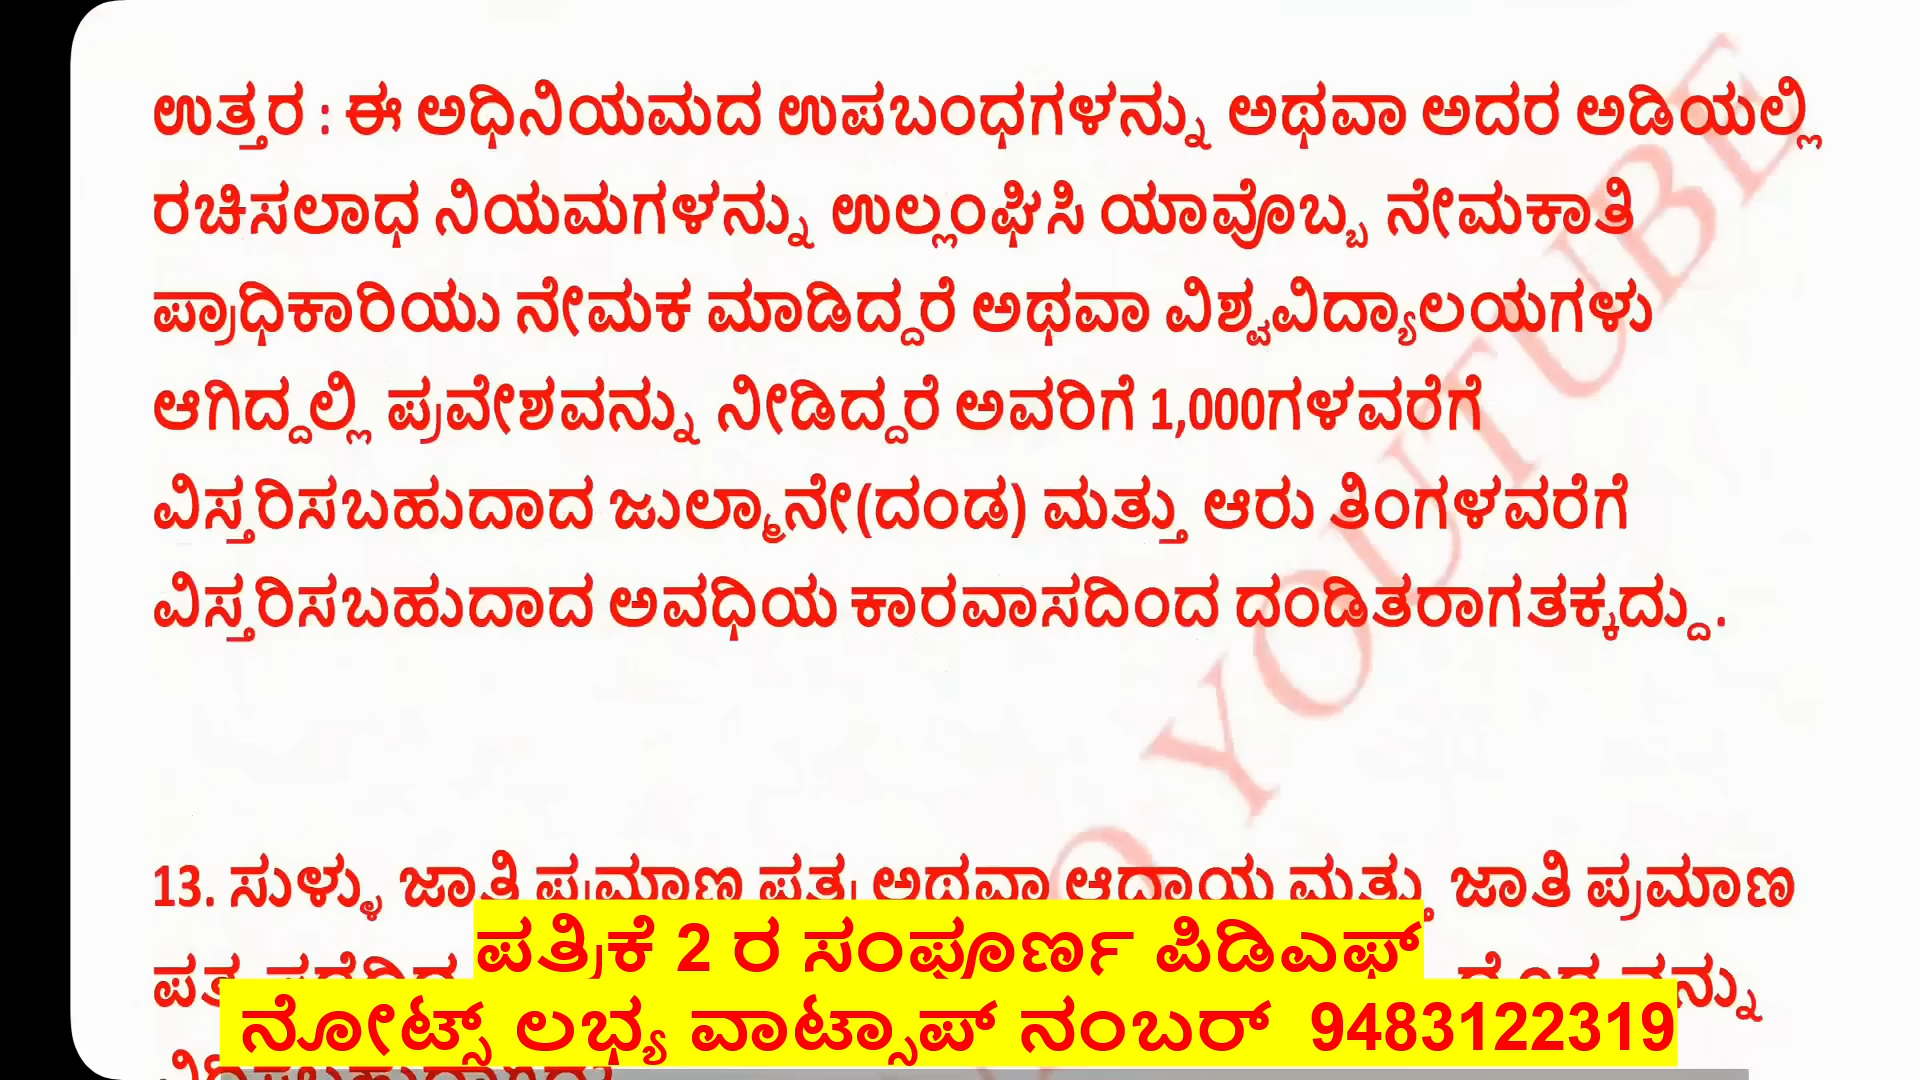 ಉತ್ತರ : ಈ ಅಧಿನಿಯಮದ ಉಪಬಂಧಗಳನ್ನು ಅಥವಾ ಅದರ ಅಡಿಯಲ್ಲಿ
ರಚಿಸಲಾಧ ನಿಯಮಗಳನ್ನು ಉಲ್ಲಂಘಿಸಿ ಯಾವೊಬ್ಬ ನೇಮಕಾತಿ
ಪ್ರಾಧಿಕಾರಿಯು ನೇಮಕ ಮಾಡಿದ್ದರೆ ಅಥವಾ ವಿಶ್ವವಿದ್ಯಾಲಯಗಳು
ಆಗಿದ್ದಲ್ಲಿ ಪ್ರವೇಶವನ್ನು ನೀಡಿದ್ದರೆ ಅವರಿಗೆ 1,000ಗಳವರೆಗೆ
ವಿಸ್ತರಿಸಬಹುದಾದ ಜುಲ್ಮಾನೇ(ದಂಡ) ಮತ್ತು ಆರು ತಿಂಗಳವರೆಗೆ
ವಿಸ್ತರಿಸಬಹುದಾದ ಅವಧಿಯ ಕಾರವಾಸದಿಂದ ದಂಡಿತರಾಗತಕ್ಕದ್ದು.
13. ಸುಳ್ಳು ಜಾತಿ ಪ್ರಮಾಣ ಪತ್ರ ಅಥವಾ ಆದಾಯ ಮತ್ತು ಜಾತಿ ಪ್ರಮಾಣ
ಪತ್ರಿಕೆ 2 ರ ಸಂಪೂರ್ಣ ಪಿಡಿಎಫ್
ನೋಟ್ಸ್ ಲಭ್ಯ ವಾಟ್ಸಾಪ್ ನಂಬರ್ 9483122319
YOUTUBE